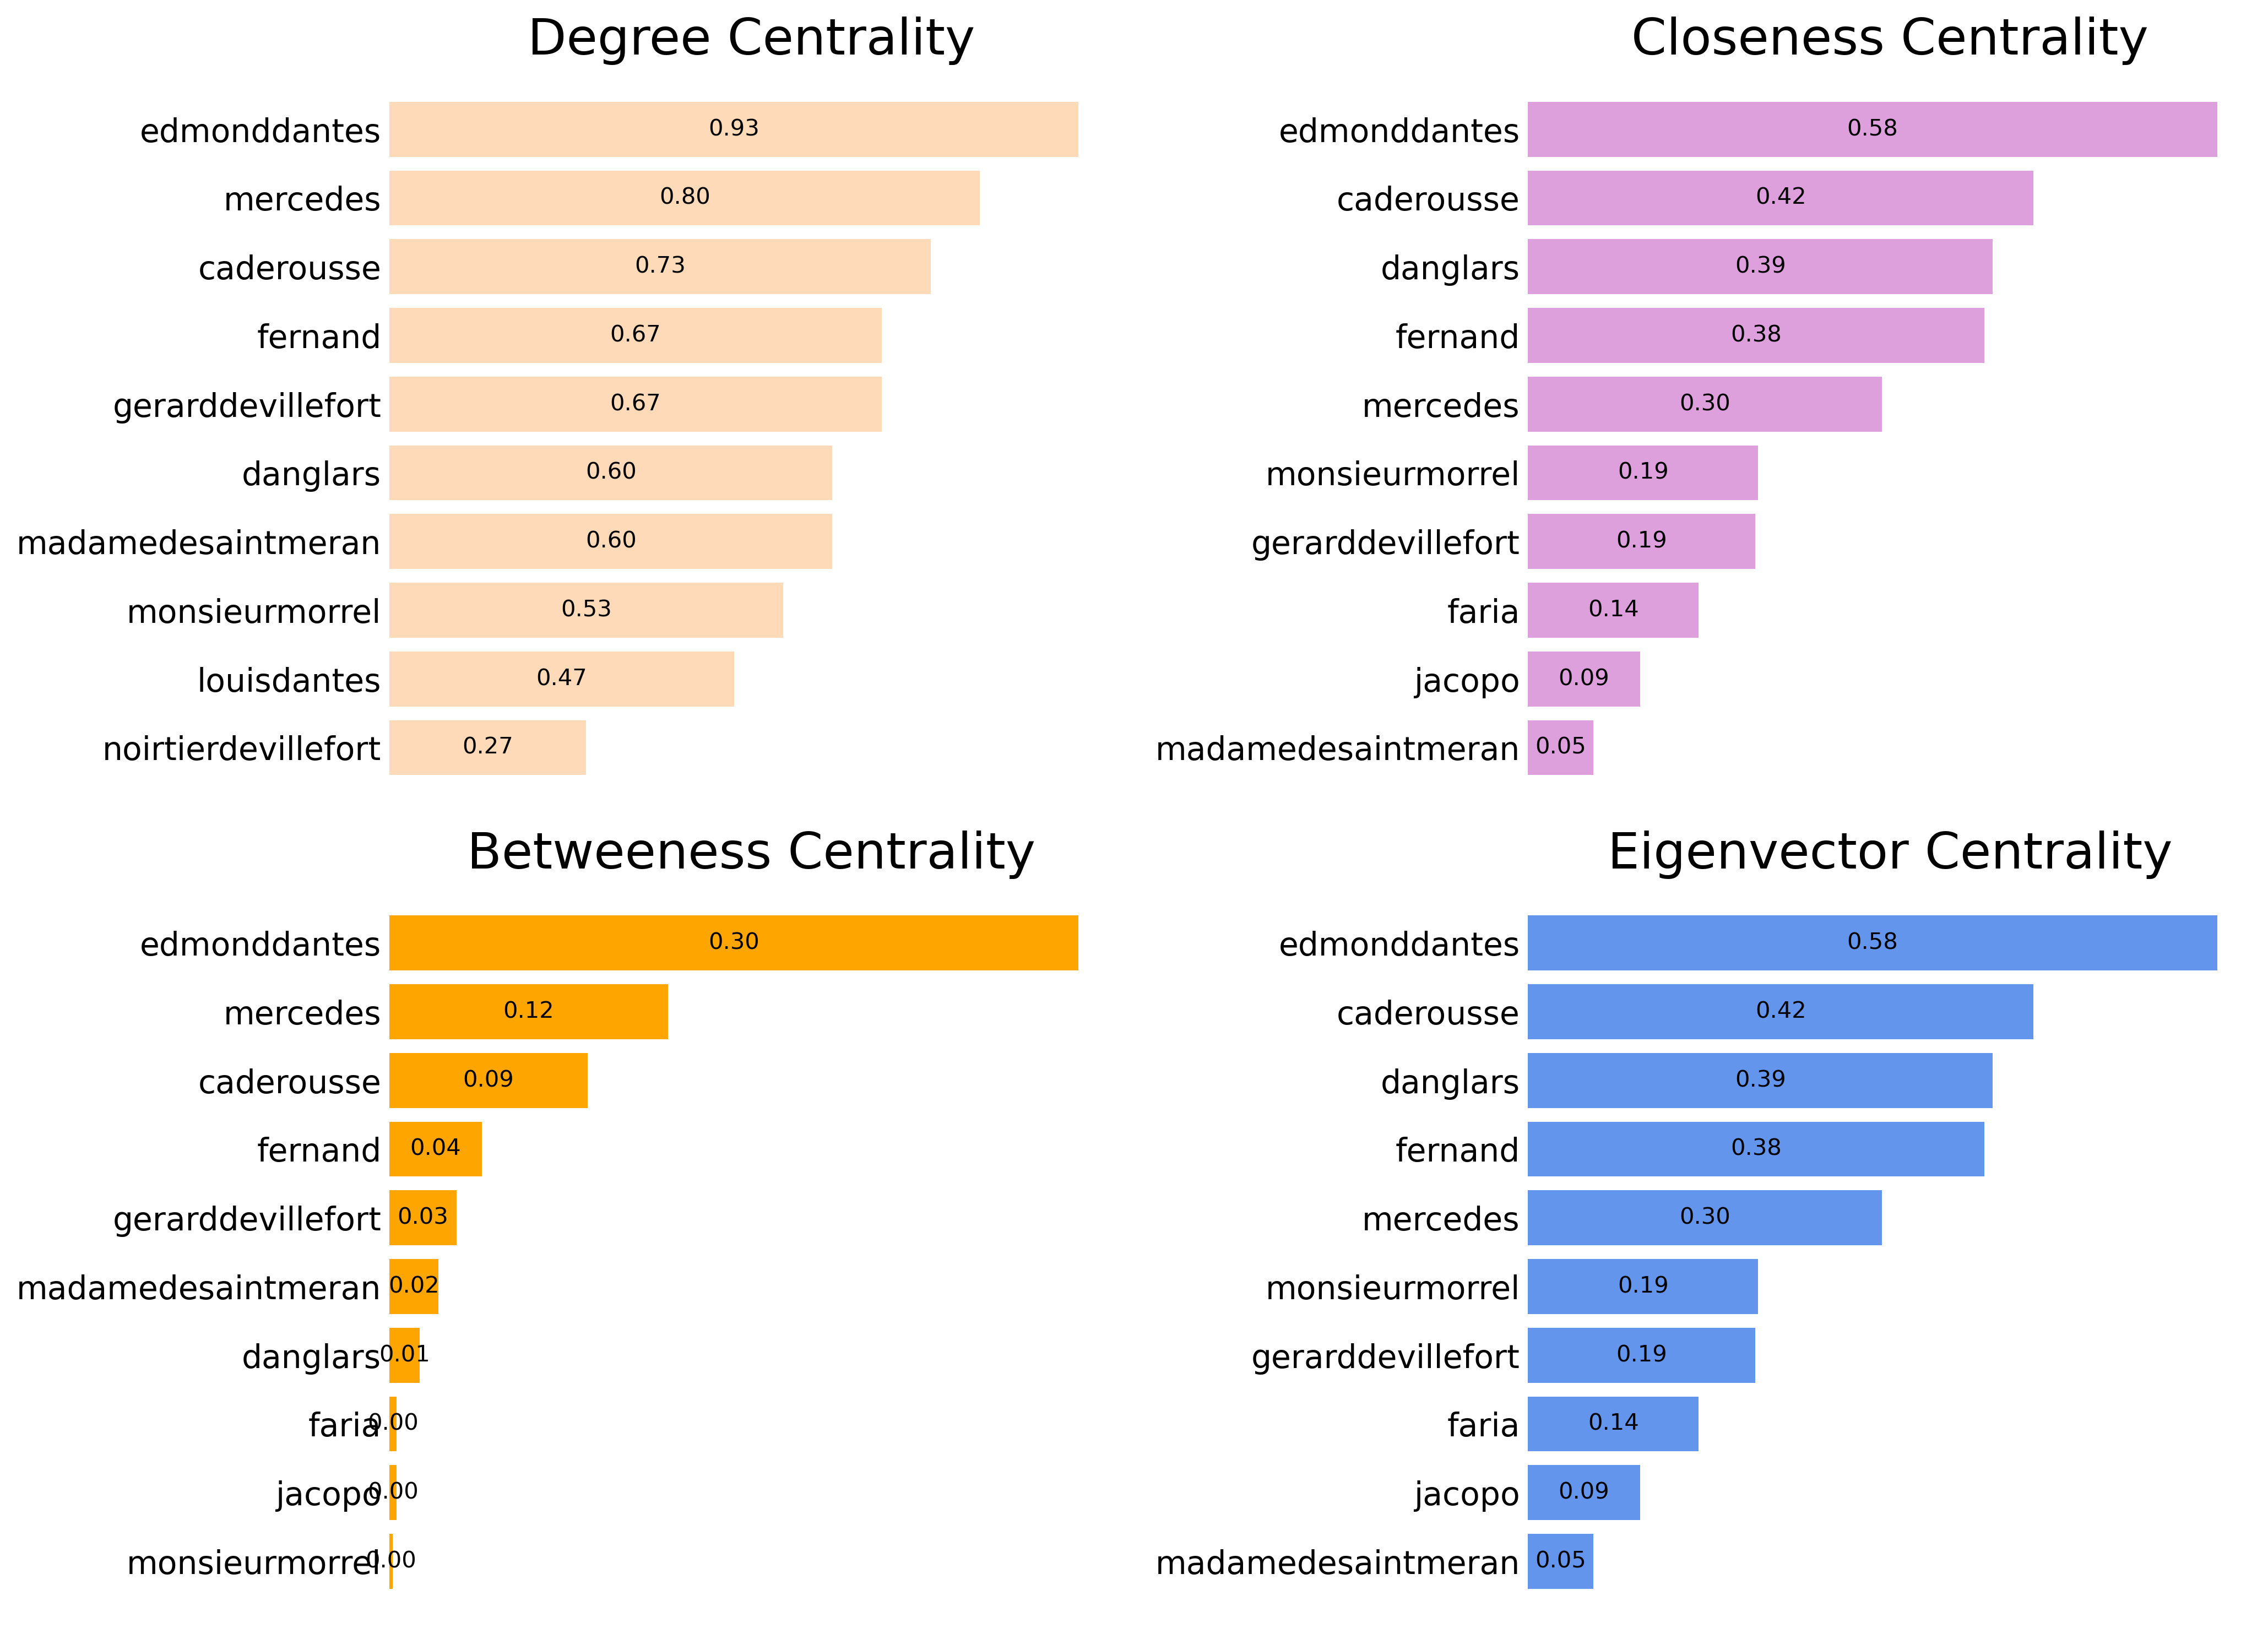 Degree Centrality
edmonddantes 0.93
mercedes 0.80
caderousse 0.73
fernand 0.67
gerarddevillefort 0.67
danglars 0.60
madamedesaintmeran 0.60
monsieurmorrel 0.53
louisdantes 0.47
noirtierdevillefort 0.27
Closeness Centrality
edmonddantes 0.58
caderousse 0.42
danglars 0.39
fernand 0.38
mercedes 0.30
monsieurmorrel 0.19
gerarddevillefort 0.19
faria 0.14
jacopo 0.09
madamedesaintmeran 0.05
Betweeness Centrality
edmonddantes 0.30
mercedes 0.12
caderousse 0.09
fernand 0.04
gerarddevillefort 0.03
madamedesaintmeran 0.02
danglars 0.01
faria 0.00
jacopo 0.00
monsieurmorrel 0.00
Eigenvector Centrality
edmonddantes 0.58
caderousse 0.42
danglars 0.39
fernand 0.38
mercedes 0.30
monsieurmorrel 0.19
gerarddevillefort 0.19
faria 0.14
jacopo 0.09
madamedesaintmeran 0.05